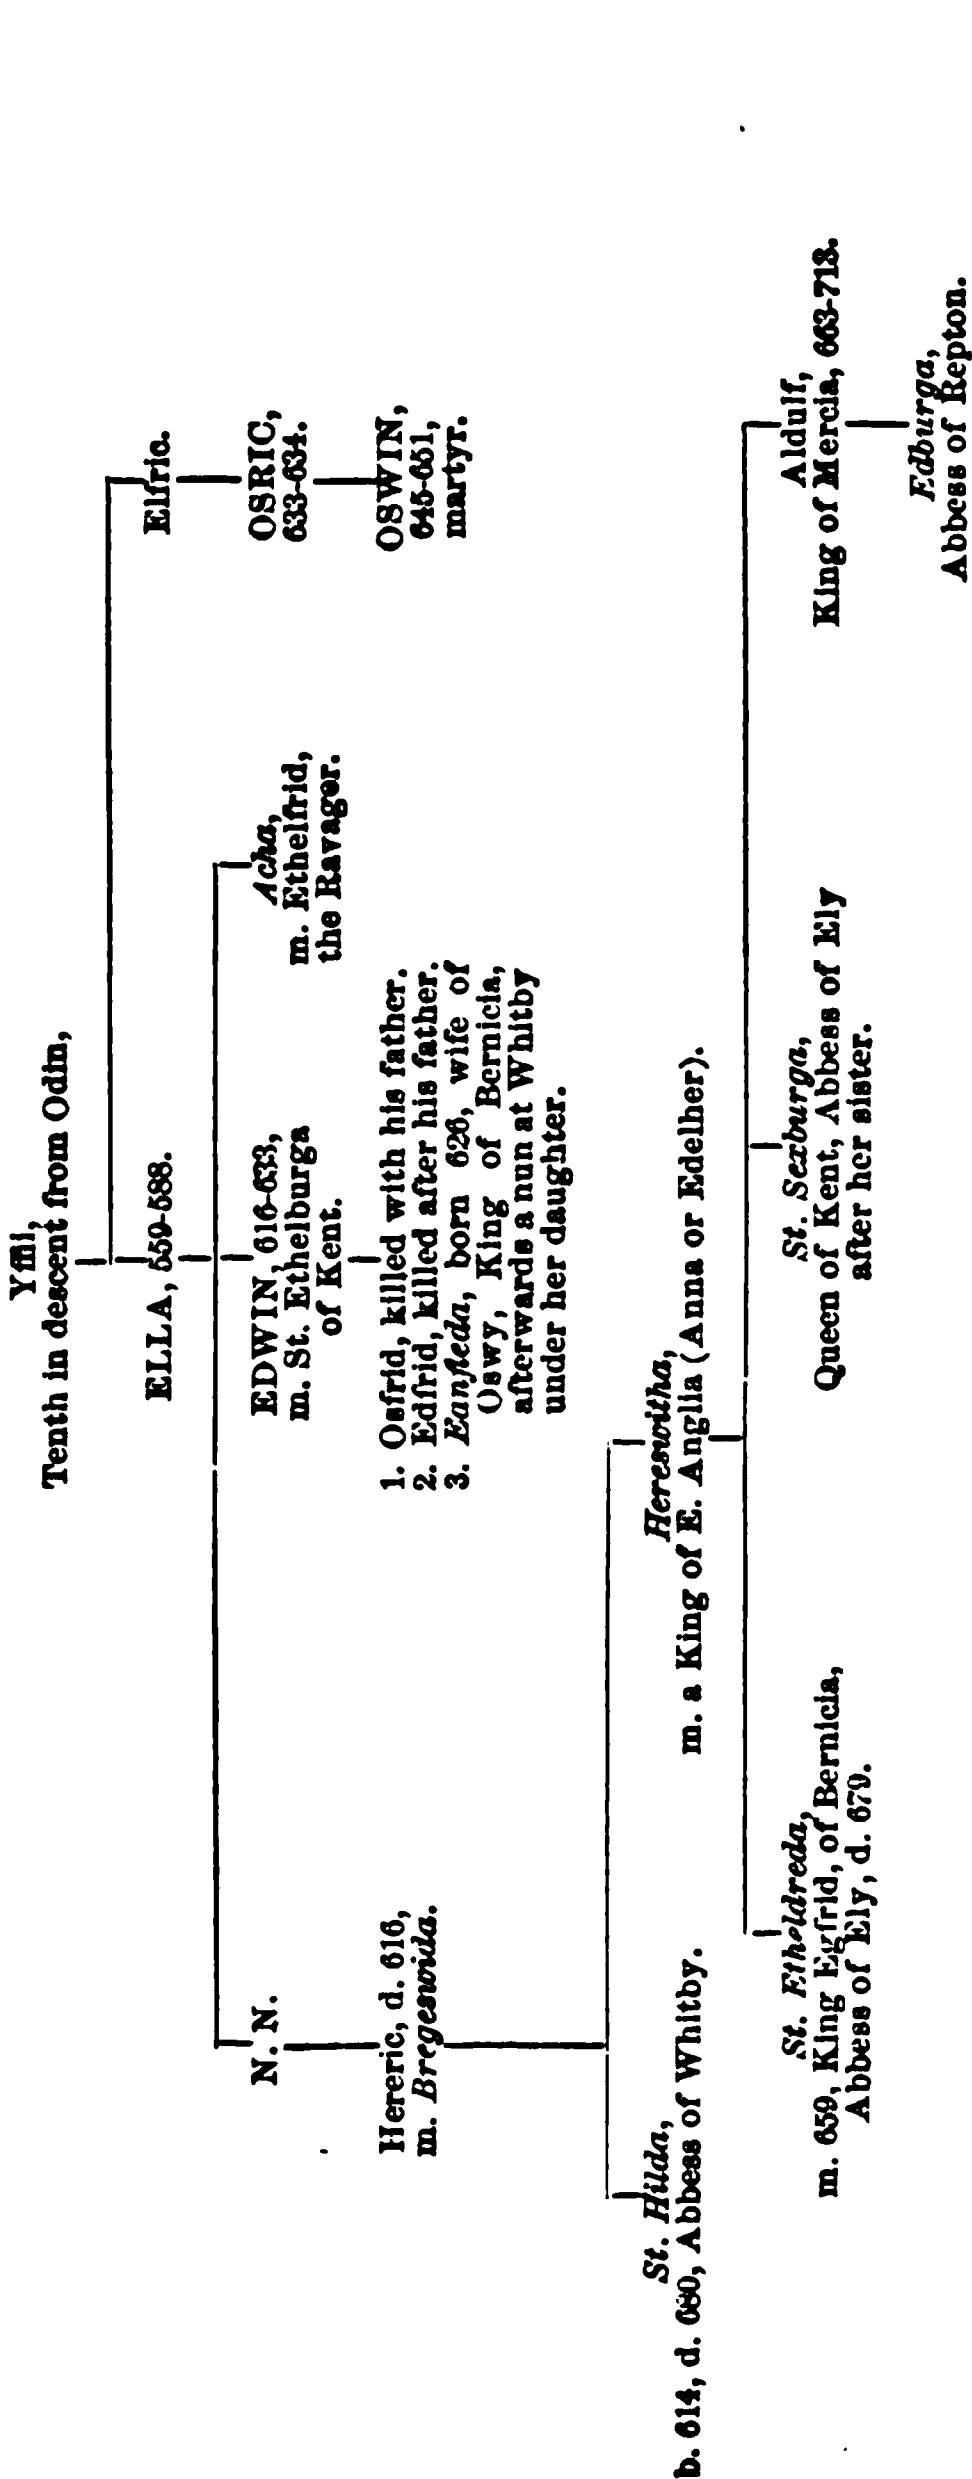 Yffi,
Tenth in descent from Odin,
ELLA, 559-588.
Elfric.
N. N.
EDWIN, 616-633,
m. St. Ethelburga
of Kent.
Acha,
m. Ethelfrid,
the Ravager.
OSRIC,
633-634.
Hereric, d. 616,
m. Bregeswida.
1. Osfrid, killed with his father.
2. Edfrid, killed after his father.
3. Eanfleda, born 626, wife of
Oswy, King of Bernicia,
afterwards a nun at Whitby
under her daughter.
OSWIN,
645-651,
martyr.
St. Hilda,
b. 614, d. 680, Abbess of Whitby.
Hereswitha,
m. a King of E. Anglia (Anna or Edelher).
St. Etheldreda,
m. 659, King Egfrid, of Bernicia,
Abbess of Ely, d. 679.
St. Sexburga,
Queen of Kent, Abbess of Ely
after her sister.
Aldulf,
King of Mercia, 663-713.
Edburga,
Abbess of Repton.